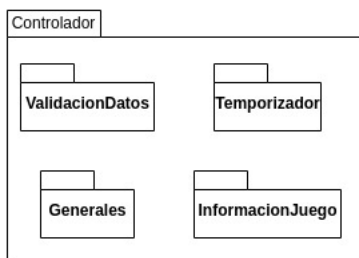 Controlador
ValidacionDatos
Temporizador
Generales
InformacionJuego